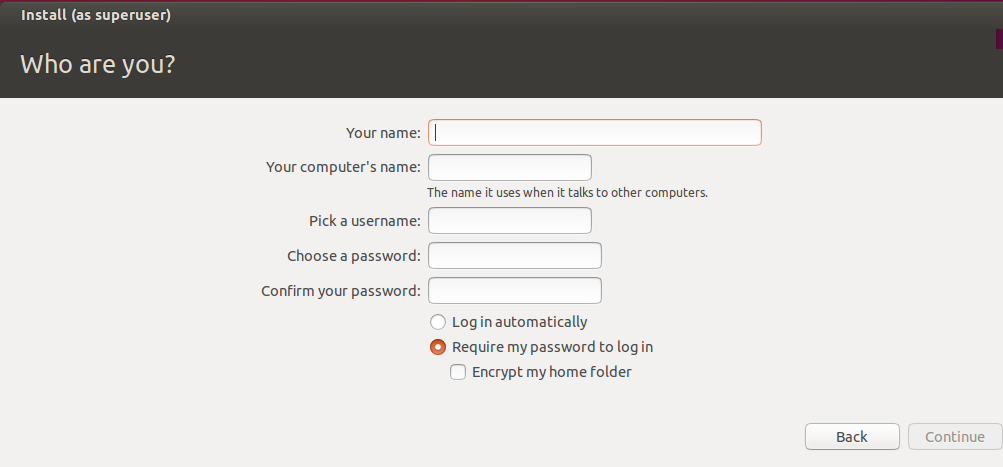 Install (as superuser)
Who are you?
Your name:
Your computer's name:
The name it uses when it talks to other computers.
Pick a username:
Choose a password:
Confirm your password:
Log in automatically
Require my password to log in
Encrypt my home folder
Back Continue